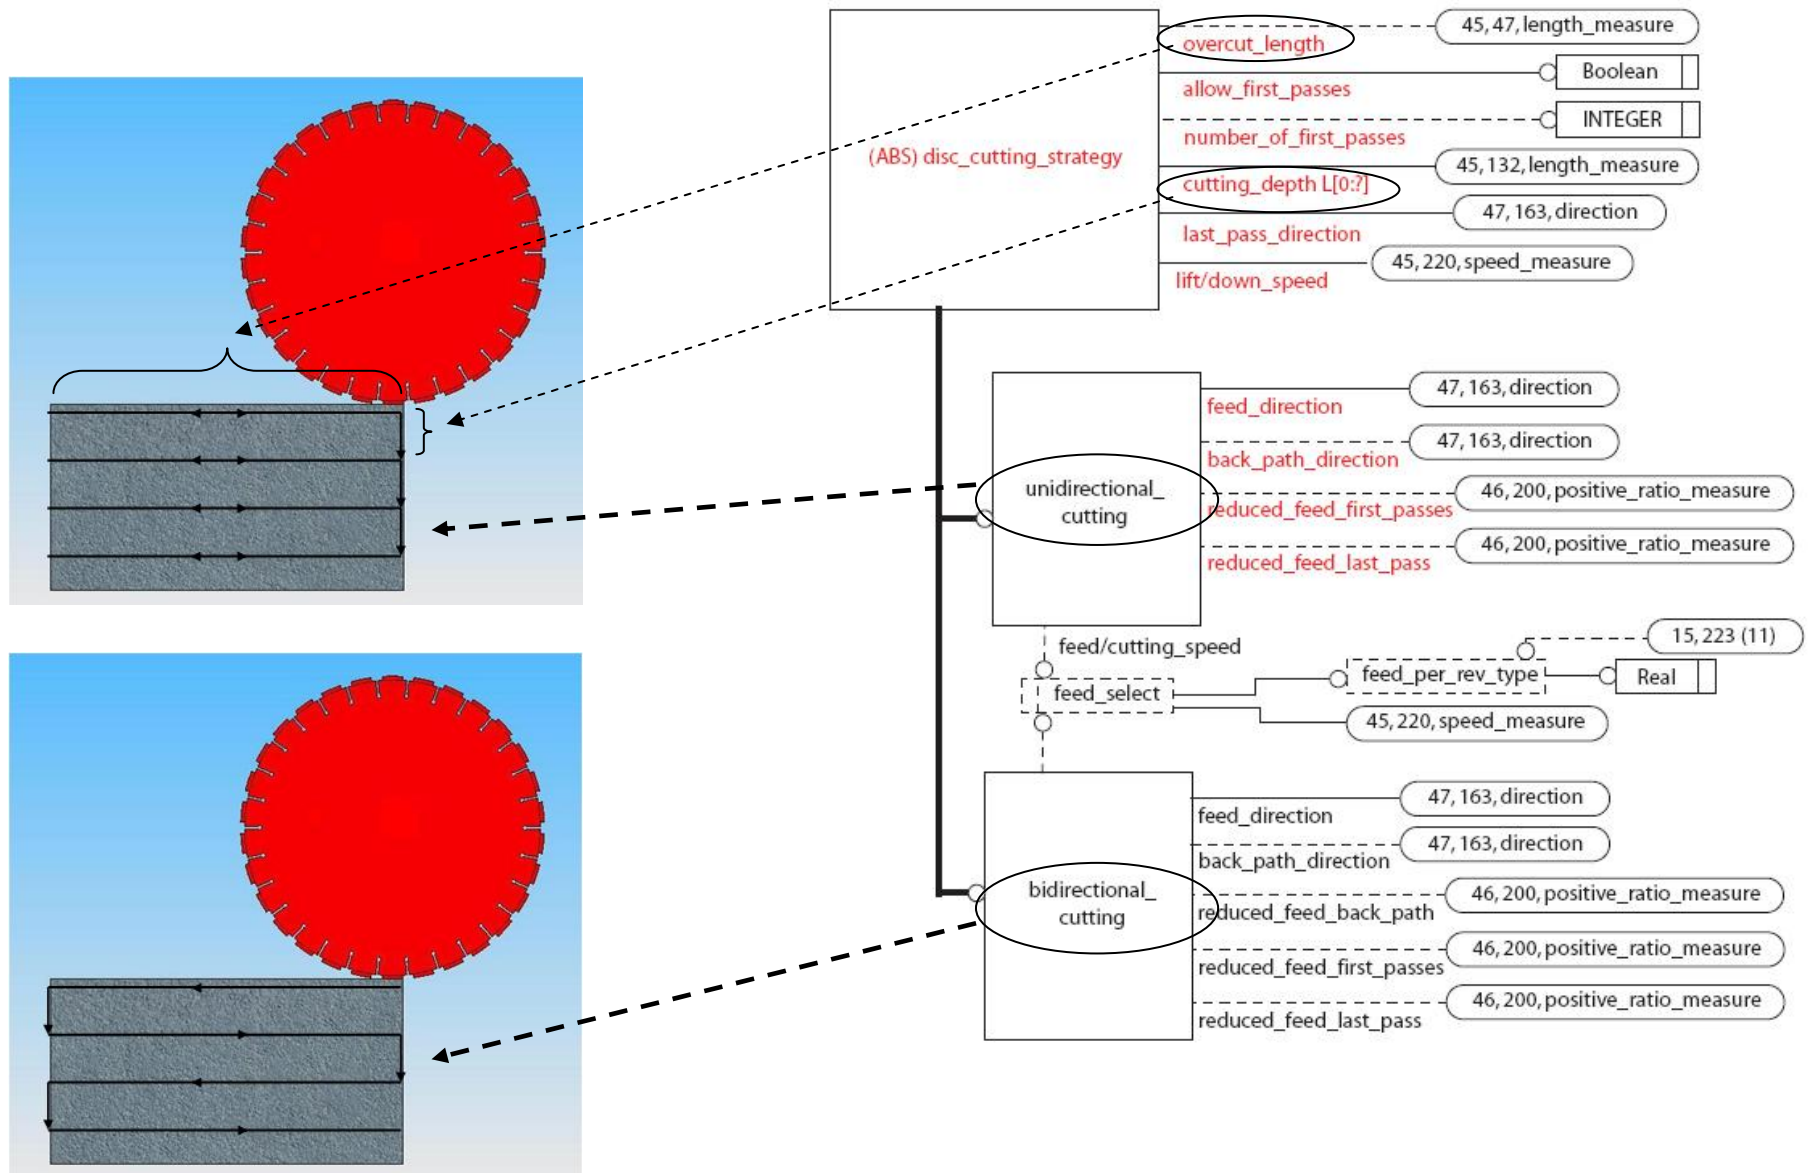 45, 47, length_measure
overcut_length
Boolean
allow_first_passes
INTEGER
number_of_first_passes
(ABS) disc_cutting_strategy
45, 132, length_measure
cutting_depth L[0:?]
47, 163, direction
last_pass_direction
45, 220, speed_measure
lift/down_speed
47, 163, direction
feed_direction
47, 163, direction
back_path_direction
unidirectional_
cutting
46, 200, positive_ratio_measure
reduced_feed_first_passes
46, 200, positive_ratio_measure
reduced_feed_last_pass
15, 223 (11)
feed/cutting_speed
feed_per_rev_type
Real
feed_select
45, 220, speed_measure
47, 163, direction
feed_direction
47, 163, direction
back_path_direction
bidirectional_
cutting
46, 200, positive_ratio_measure
reduced_feed_back_path
46, 200, positive_ratio_measure
reduced_feed_first_passes
46, 200, positive_ratio_measure
reduced_feed_last_pass